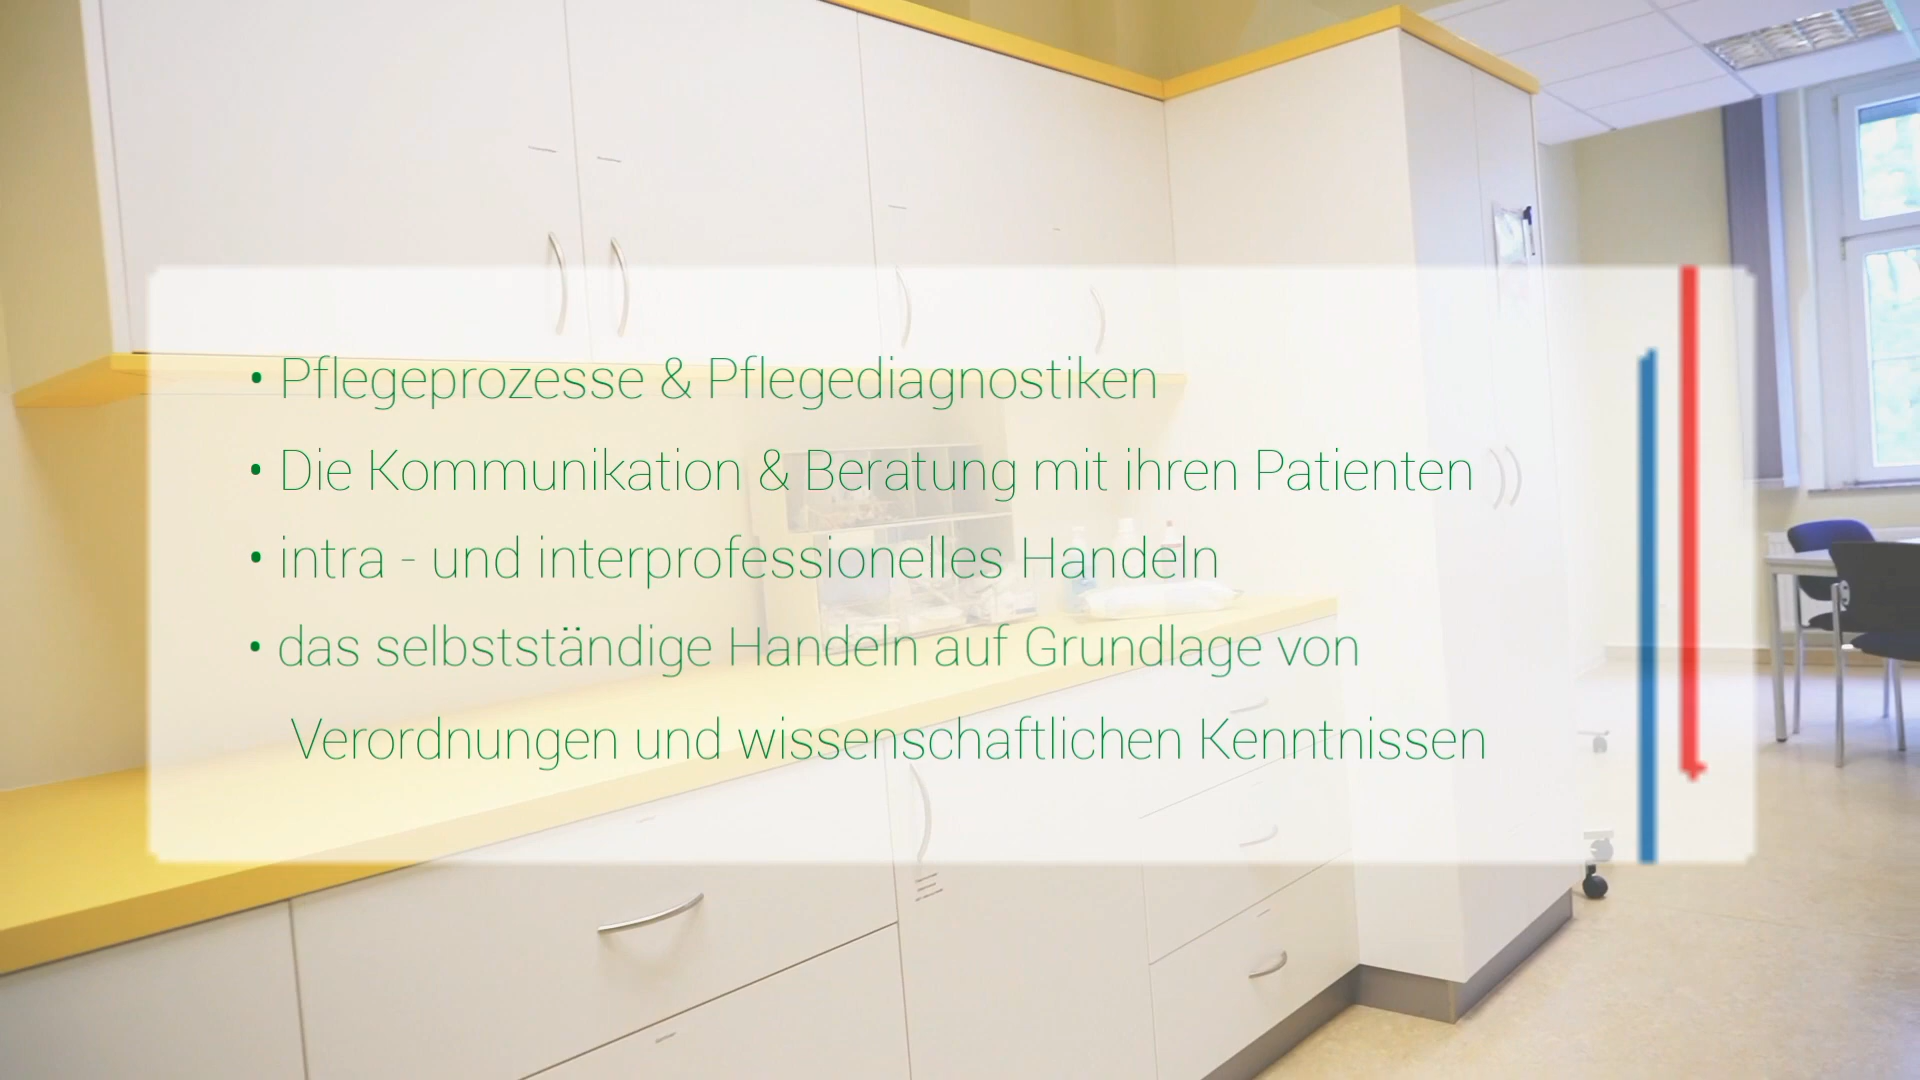 • Pflegeprozesse & Pflegediagnostiken
• Die Kommunikation & Beratung mit ihren Patienten
• intra - und interprofessionelles Handeln
• das selbstständige Handeln auf Grundlage von
Verordnungen und wissenschaftlichen Kenntnissen